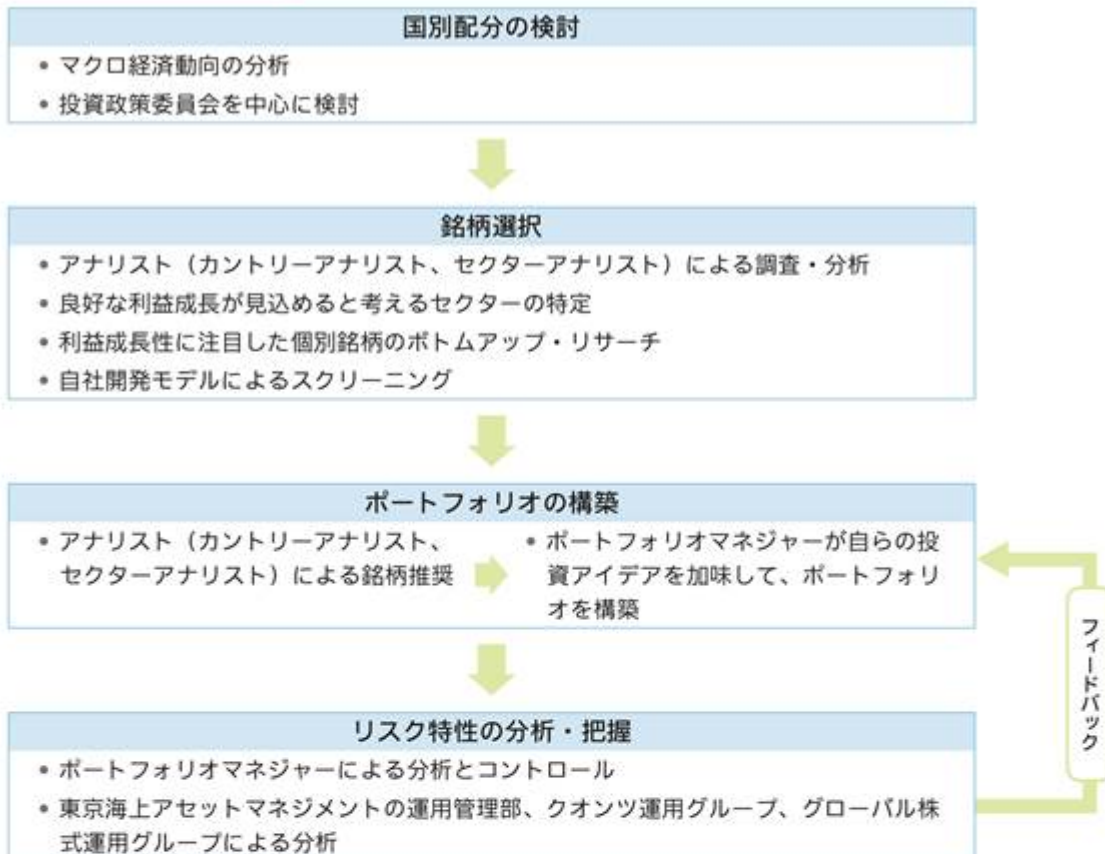 国別配分の検討
• マクロ経済動向の分析
• 投資政策委員会を中心に検討
銘柄選択
• アナリスト（カントリーアナリスト、セクターアナリスト）による調査・分析
• 良好な利益成長が見込めると考えるセクターの特定
• 利益成長性に注目した個別銘柄のボトムアップ・リサーチ
• 自社開発モデルによるスクリーニング
ポートフォリオの構築
• アナリスト（カントリーアナリスト、
セクターアナリスト）による銘柄推奨
• ポートフォリオマネジャーが自らの投
資アイデアを加味して、ポートフォリ
オを構築
フィードバック
リスク特性の分析・把握
• ポートフォリオマネジャーによる分析とコントロール
• 東京海上アセットマネジメントの運用管理部、クオンツ運用グループ、グローバル株
式運用グループによる分析